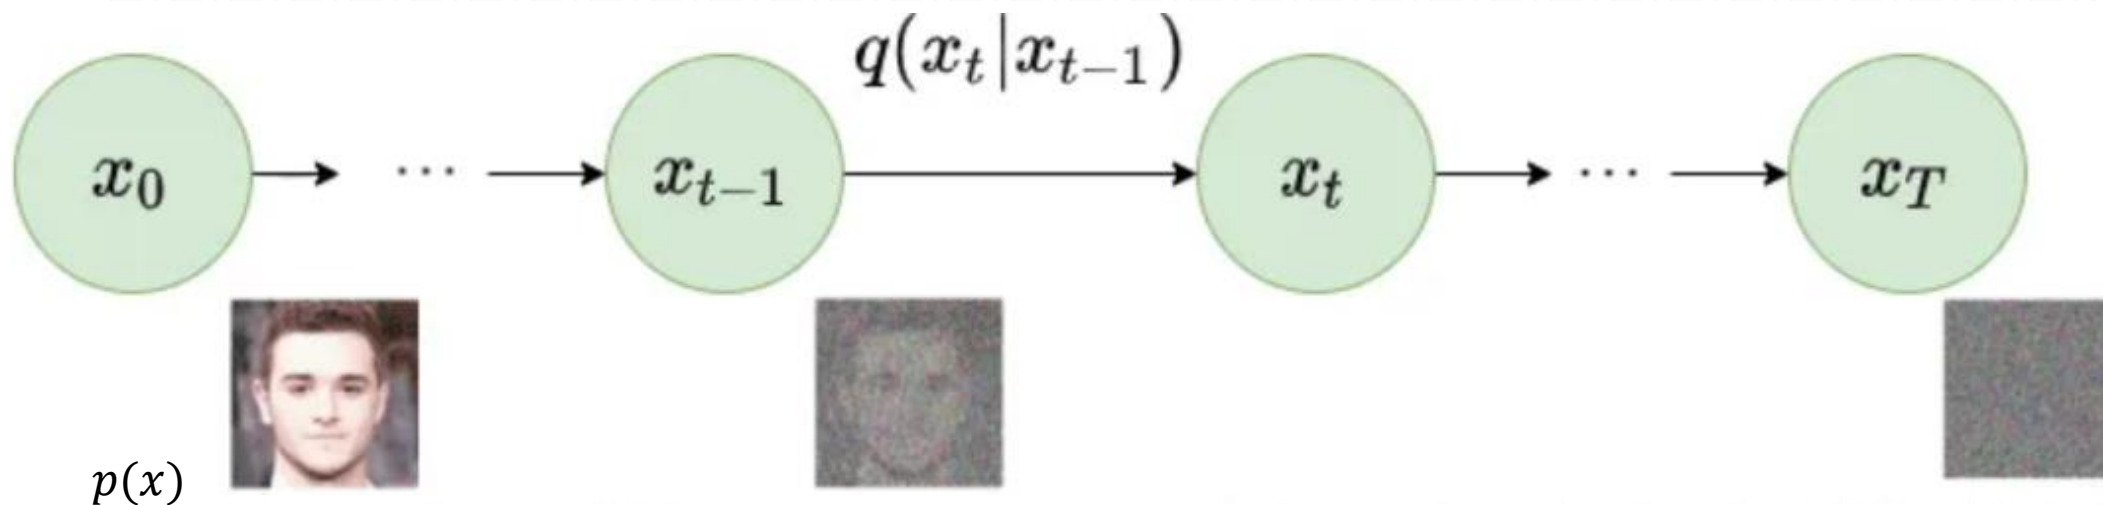 q(x_t|x_{t-1})
x_0 ··· x_{t-1} x_t ··· x_T
p(x)